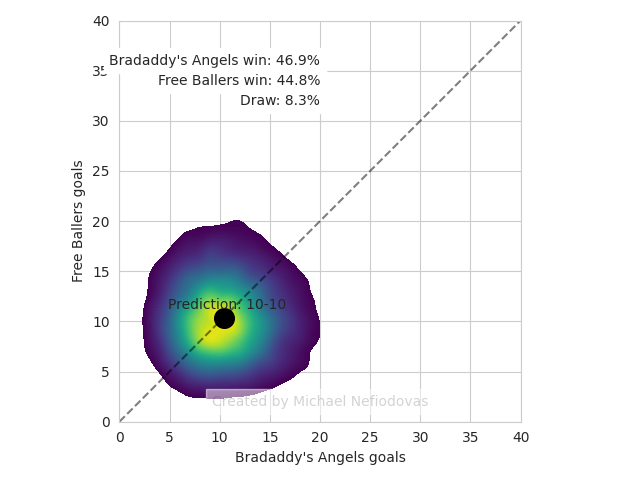 40
Bradaddy's Angels win: 46.9%
Free Ballers win: 44.8%
Draw: 8.3%
35
30
25
20
15
10
5
0
Free Ballers goals
Prediction: 10-10
Created by Michael Nefiodovas
0 5 10 15 20 25 30 35 40
Bradaddy's Angels goals